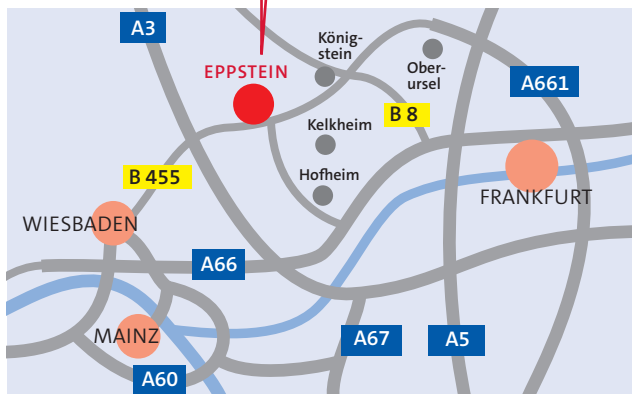 A3
König-
stein
Ober-
ursel
EPPSTEIN
A661
B 8
Kelkheim
B 455
Hofheim
FRANKFURT
WIESBADEN
A66
MAINZ
A67
A5
A60